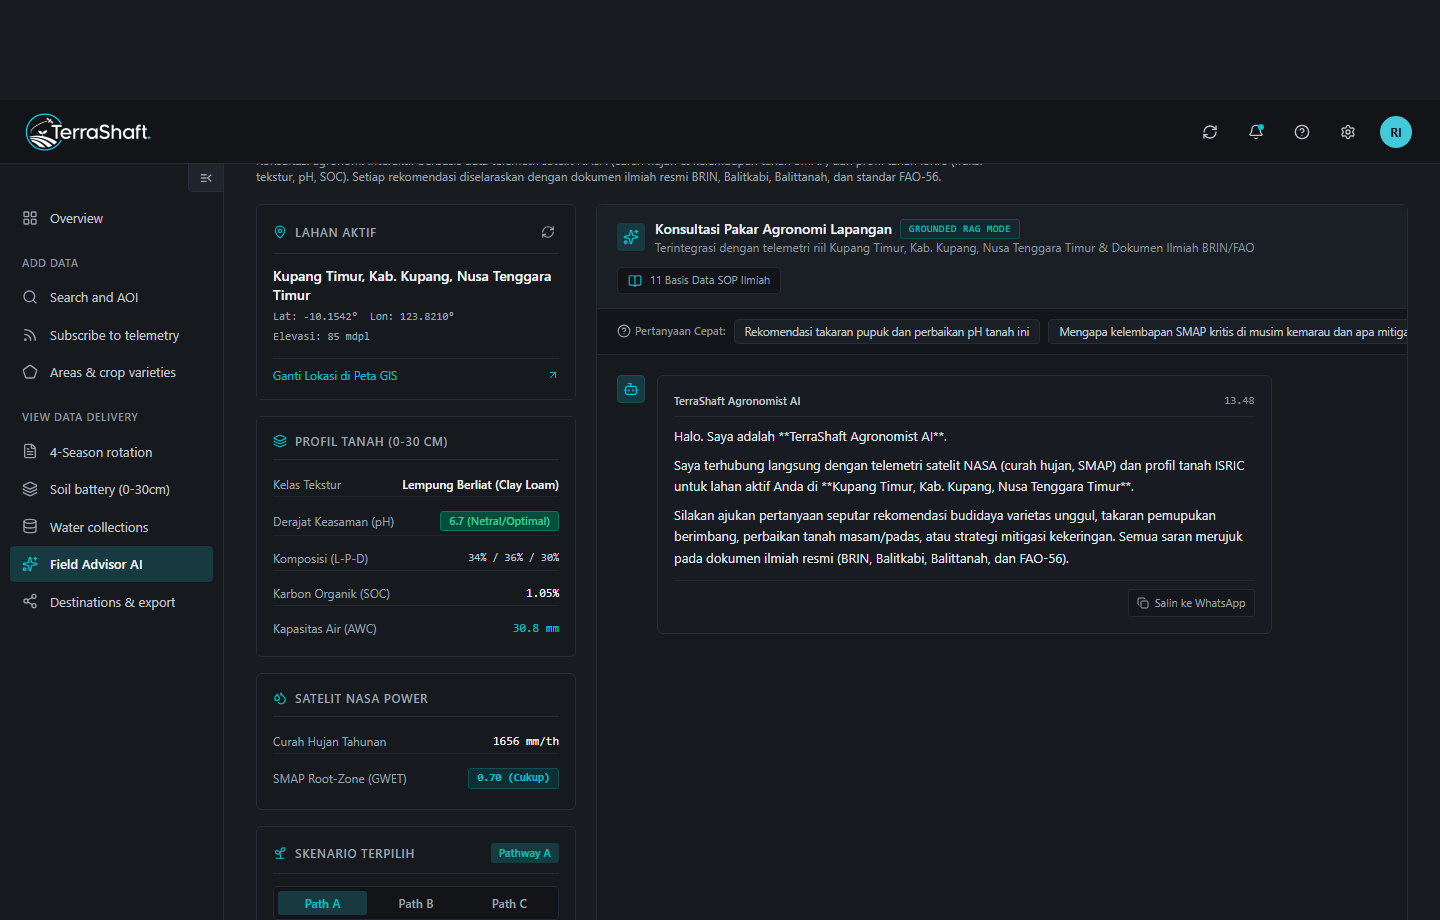 TerraShaft.
RI
tekstur, pH, SOC). Setiap rekomendasi diselaraskan dengan dokumen ilmiah resmi BRIN, Balitkabi, Balittanah, dan standar FAO-56.
Overview
ADD DATA
Search and AOI
Subscribe to telemetry
Areas & crop varieties
VIEW DATA DELIVERY
4-Season rotation
Soil battery (0-30cm)
Water collections
Field Advisor AI
Destinations & export
LAHAN AKTIF
Kupang Timur, Kab. Kupang, Nusa Tenggara
Timur
Lat: -10.1542° Lon: 123.8210°
Elevasi: 85 mdpl
Ganti Lokasi di Peta GIS
PROFIL TANAH (0-30 CM)
Kelas Tekstur Lempung Berliat (Clay Loam)
Derajat Keasaman (pH) 6.7 (Netral/Optimal)
Komposisi (L-P-D) 34% / 36% / 30%
Karbon Organik (SOC) 1.05%
Kapasitas Air (AWC) 30.8 mm
SATELIT NASA POWER
Curah Hujan Tahunan 1656 mm/th
SMAP Root-Zone (GWET) 0.70 (Cukup)
SKENARIO TERPILIH Pathway A
Path A Path B Path C
Konsultasi Pakar Agronomi Lapangan GROUNDED RAG MODE
Terintegrasi dengan telemetri riil Kupang Timur, Kab. Kupang, Nusa Tenggara Timur & Dokumen Ilmiah BRIN/FAO
11 Basis Data SOP Ilmiah
Pertanyaan Cepat: Rekomendasi takaran pupuk dan perbaikan pH tanah ini Mengapa kelembapan SMAP kritis di musim kemarau dan apa mitiga
TerraShaft Agronomist AI 13.48
Halo. Saya adalah **TerraShaft Agronomist AI**.
Saya terhubung langsung dengan telemetri satelit NASA (curah hujan, SMAP) dan profil tanah ISRIC
untuk lahan aktif Anda di **Kupang Timur, Kab. Kupang, Nusa Tenggara Timur**.
Silakan ajukan pertanyaan seputar rekomendasi budidaya varietas unggul, takaran pemupukan
berimbang, perbaikan tanah masam/padas, atau strategi mitigasi kekeringan. Semua saran merujuk
pada dokumen ilmiah resmi (BRIN, Balitkabi, Balittanah, dan FAO-56).
Salin ke WhatsApp